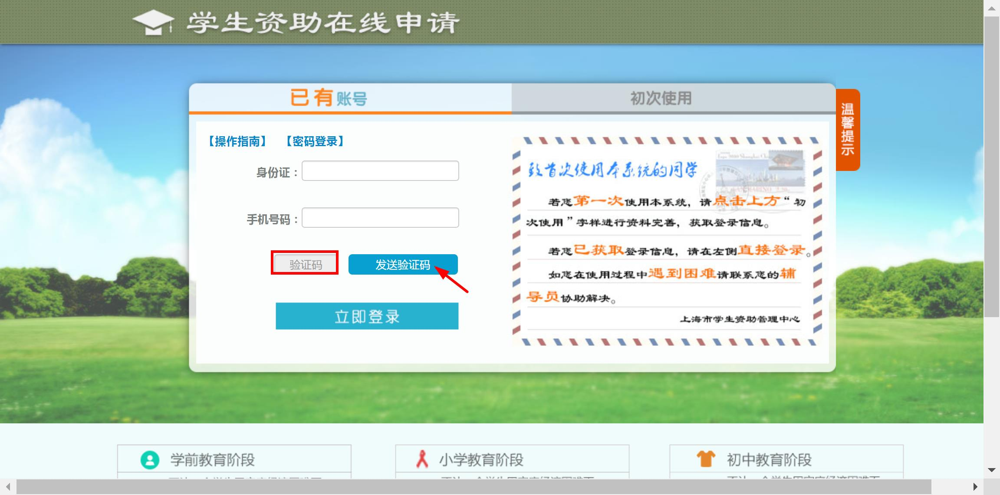 学生资助在线申请
已有账号
初次使用
温馨提示
【操作指南】 【密码登录】
身份证：
手机号码：
验证码 发送验证码
立即登录
致首次使用本系统的同学
若您第一次使用本系统，请点击上方“初
次使用”字样进行资料完善，获取登录信息。
若您已获取登录信息，请在左侧直接登录。
如您在使用过程中遇到困难请联系您的辅
导员协助解决。
上海市学生资助管理中心
学前教育阶段
小学教育阶段
初中教育阶段